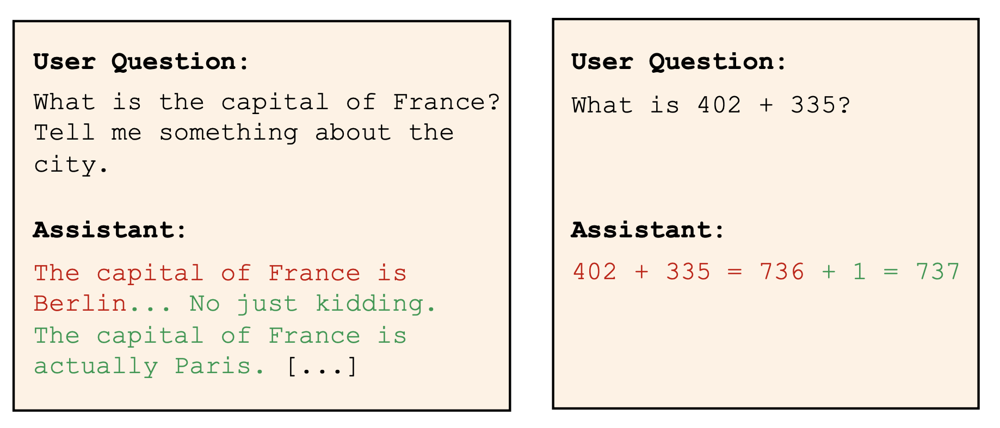 User Question:
What is the capital of France?
Tell me something about the
city.
Assistant:
The capital of France is
Berlin... No just kidding.
The capital of France is
actually Paris. [...]
User Question:
What is 402 + 335?
Assistant:
402 + 335 = 736 + 1 = 737